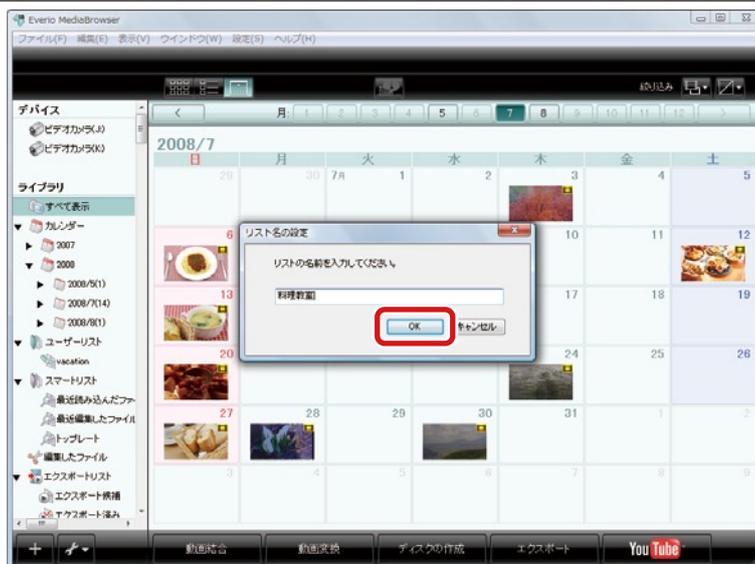 Everio MediaBrowser
ファイル(F) 編集(E) 表示(V) ウインドウ(W) 設定(S) ヘルプ(H)
絞り込み
デバイス
ビデオカメラ(J)
ビデオカメラ(K)
ライブラリ
すべて表示
カレンダー
2007
2008
2008/5(1)
2008/7(14)
2008/8(1)
ユーザーリスト
vacation
スマートリスト
最近読み込んだファ
最近編集したファイル
トップレート
編集したファイル
エクスポートリスト
エクスポート候補
エクスポート済み
月: 1 2 3 4 5 6 7 8 9 10 11 12
2008/7
日 月 火 水 木 金 土
29 30 7月 1 2 3 4 5
6 10 11 12
13 17 18 19
20 24 25 26
27 28 29 30 31 1 2
3 4 5 6 7 8 9
リスト名の設定
リストの名前を入力してください。
料理教室
OK キャンセル
動画結合 動画変換 ディスクの作成 エクスポート YouTube